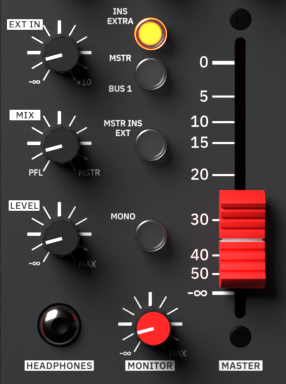 INS
EXTRA
EXT IN
-∞
+10
MSTR
BUS 1
MIX
PFL
MSTR
MSTR INS
EXT
LEVEL
-∞
MAX
MONO
0
5
10
15
20
30
40
50
-∞
-∞
MAX
HEADPHONES
MONITOR
MASTER